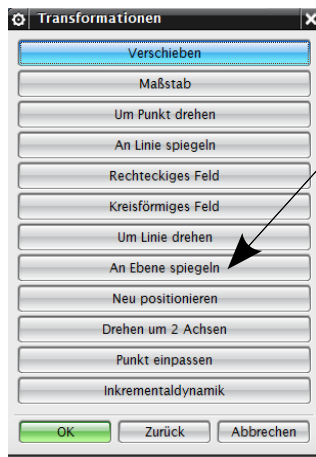 Transformationen
Verschieben
Maßstab
Um Punkt drehen
An Linie spiegeln
Rechteckiges Feld
Kreisförmiges Feld
Um Linie drehen
An Ebene spiegeln
Neu positionieren
Drehen um 2 Achsen
Punkt einpassen
Inkrementaldynamik
OK Zurück Abbrechen